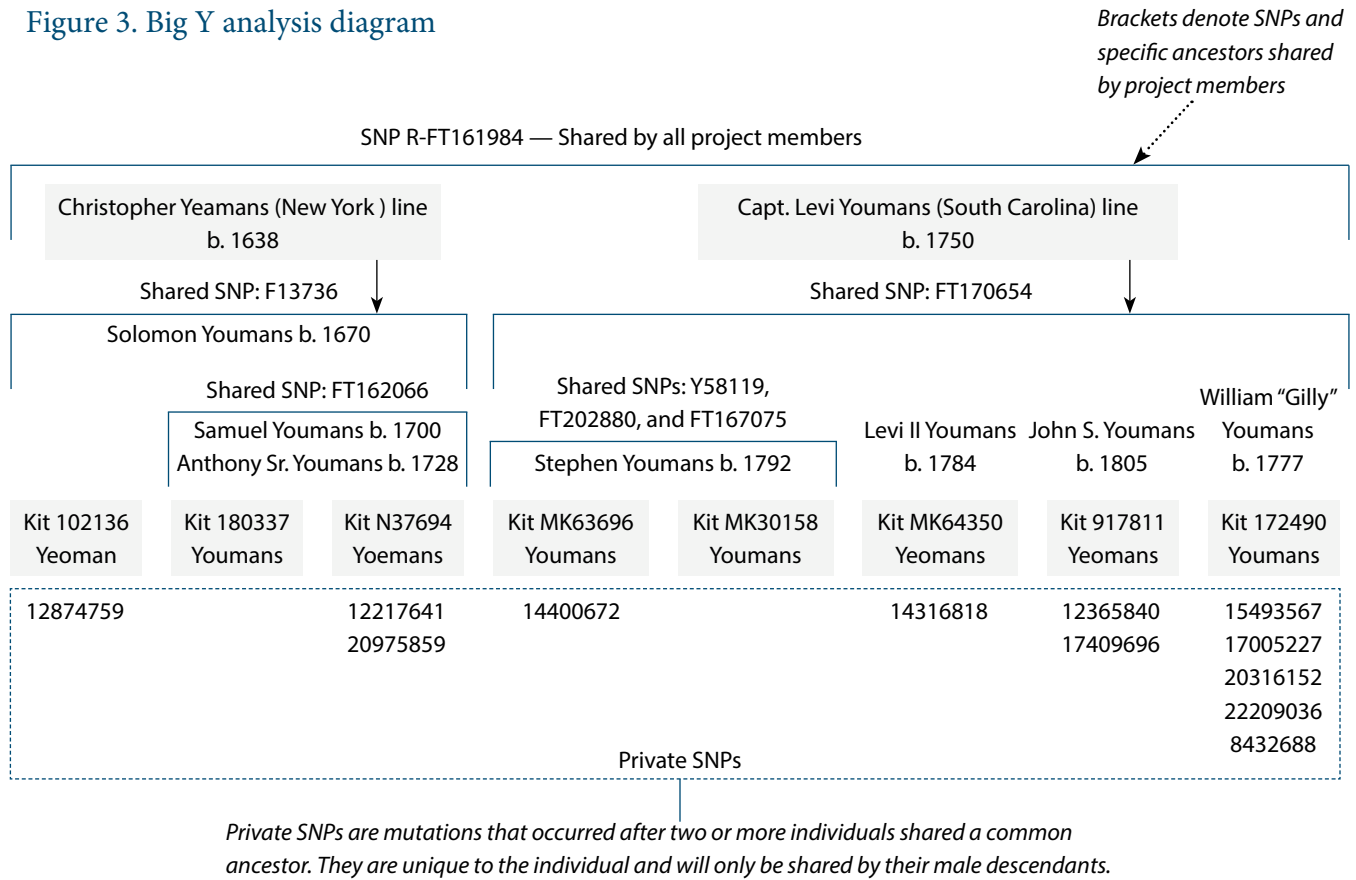 Figure 3. Big Y analysis diagram
Brackets denote SNPs and
specific ancestors shared
by project members
SNP R-FT161984 — Shared by all project members
Christopher Yeamans (New York ) line
b. 1638
Capt. Levi Youmans (South Carolina) line
b. 1750
Shared SNP: F13736
Shared SNP: FT170654
Solomon Youmans b. 1670
Shared SNP: FT162066
Samuel Youmans b. 1700
Anthony Sr. Youmans b. 1728
Shared SNPs: Y58119,
FT202880, and FT167075
Stephen Youmans b. 1792
Levi II Youmans
b. 1784
John S. Youmans
b. 1805
William “Gilly”
Youmans
b. 1777
Kit 102136
Yeoman
Kit 180337
Youmans
Kit N37694
Yoemans
Kit MK63696
Youmans
Kit MK30158
Youmans
Kit MK64350
Yeomans
Kit 917811
Yeomans
Kit 172490
Youmans
12874759
12217641
20975859
14400672
14316818
12365840
17409696
15493567
17005227
20316152
22209036
8432688
Private SNPs
Private SNPs are mutations that occurred after two or more individuals shared a common
ancestor. They are unique to the individual and will only be shared by their male descendants.